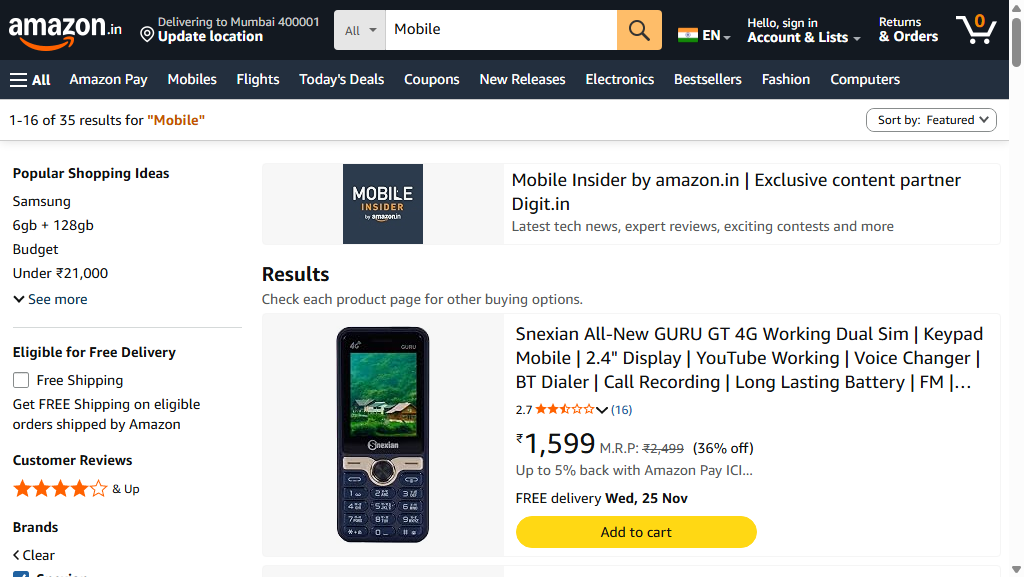 amazon.in
Delivering to Mumbai 400001
Update location
All
Mobile
EN
Hello, sign in
Account & Lists
Returns
& Orders
0
All
Amazon Pay
Mobiles
Flights
Today's Deals
Coupons
New Releases
Electronics
Bestsellers
Fashion
Computers
1-16 of 35 results for "Mobile"
Sort by: Featured
Popular Shopping Ideas
Samsung
6gb + 128gb
Budget
Under ₹21,000
See more
Eligible for Free Delivery
Free Shipping
Get FREE Shipping on eligible
orders shipped by Amazon
Customer Reviews
& Up
Brands
Clear
MOBILE
INSIDER
by amazon.in
Mobile Insider by amazon.in | Exclusive content partner
Digit.in
Latest tech news, expert reviews, exciting contests and more
Results
Check each product page for other buying options.
4G
GURU
Snexian
Snexian All-New GURU GT 4G Working Dual Sim | Keypad
Mobile | 2.4" Display | YouTube Working | Voice Changer |
BT Dialer | Call Recording | Long Lasting Battery | FM |…
2.7
(16)
₹1,599 M.R.P: ₹2,499 (36% off)
Up to 5% back with Amazon Pay ICI…
FREE delivery Wed, 25 Nov
Add to cart